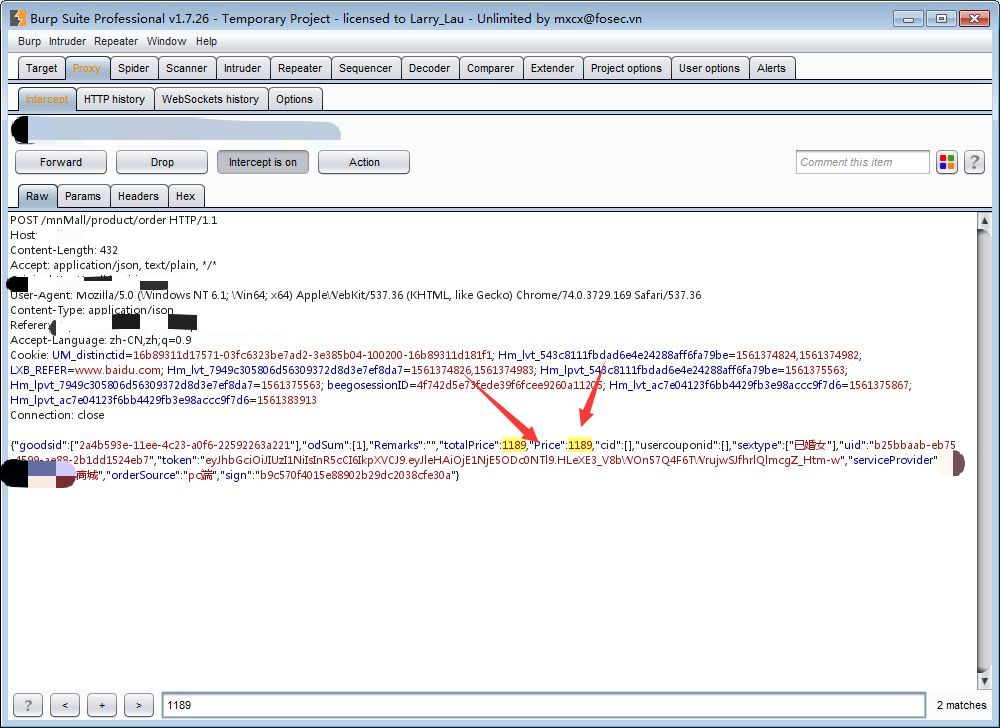 Burp Suite Professional v1.7.26 - Temporary Project - licensed to Larry_Lau - Unlimited by mxcx@fosec.vn
Burp Intruder Repeater Window Help
Target Proxy Spider Scanner Intruder Repeater Sequencer Decoder Comparer Extender Project options User options Alerts
Intercept HTTP history WebSockets history Options
Forward Drop Intercept is on Action Comment this item ?
Raw Params Headers Hex
POST /mnMall/product/order HTTP/1.1
Host:
Content-Length: 432
Accept: application/json, text/plain, */*
User-Agent: Mozilla/5.0 (Windows NT 6.1; Win64; x64) AppleWebKit/537.36 (KHTML, like Gecko) Chrome/74.0.3729.169 Safari/537.36
Content-Type: application/json
Referer:
Accept-Language: zh-CN,zh;q=0.9
Cookie: UM_distinctid=16b89311d17571-03fc6323be7ad2-3e385b04-100200-16b89311d181f1; Hm_lvt_543c8111fbdad6e4e24288aff6fa79be=1561374824,1561374982;
LXB_REFER=www.baidu.com; Hm_lvt_7949c305806d56309372d8d3e7ef8da7=1561374826,1561374983; Hm_lpvt_543c8111fbdad6e4e24288aff6fa79be=1561375563;
Hm_lpvt_7949c305806d56309372d8d3e7ef8da7=1561375563; beegosessionID=4f742d5e73fede39f6fcee9260a11206; Hm_lvt_ac7e04123f6bb4429fb3e98accc9f7d6=1561375867;
Hm_lpvt_ac7e04123f6bb4429fb3e98accc9f7d6=1561383913
Connection: close
{"goodsid":["2a4b593e-11ee-4c23-a0f6-22592263a221"],"odSum":[1],"Remarks":"","totalPrice":1189,"Price":1189,"cid":[],"usercouponid":[],"sextype":["已婚女"],"uid":"b25bbaab-eb75
-4599-ae88-2b1dd1524eb7","token":"eyJhbGciOiJIUzI1NiIsInR5cCI6IkpXVCJ9.eyJleHAiOjE1NjE5ODc0NTl9.HLeXE3_V8bWOn57Q4F6TWrujwSJfhrlQlmcgZ_Htm-w","serviceProvider"
商城","orderSource":"pc端","sign":"b9c570f4015e88902b29dc2038cfe30a"}
? < + > 1189 2 matches